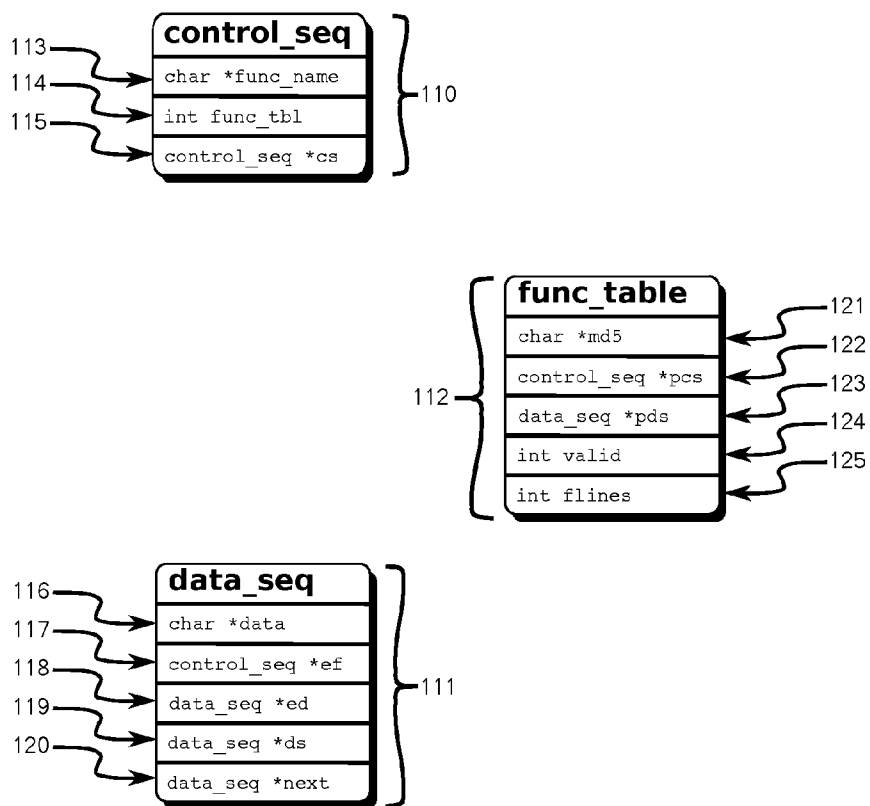 control_seq
113
char *func_name
114
int func_tbl
110
115
control_seq *cs
func_table
121
char *md5
122
control_seq *pcs
123
112
data_seq *pds
124
int valid
125
int flines
data_seq
116
char *data
117
control_seq *ef
118
data_seq *ed
111
119
data_seq *ds
120
data_seq *next